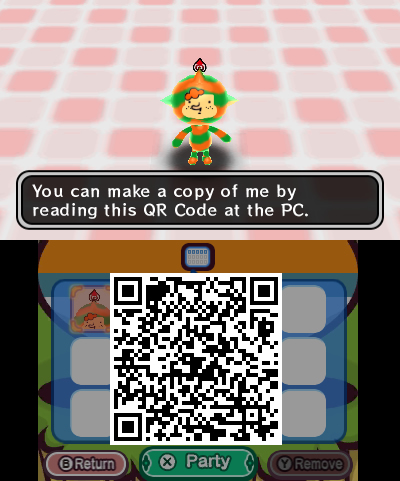 You can make a copy of me by
reading this QR Code at the PC.
B Return
X Party
Y Remove